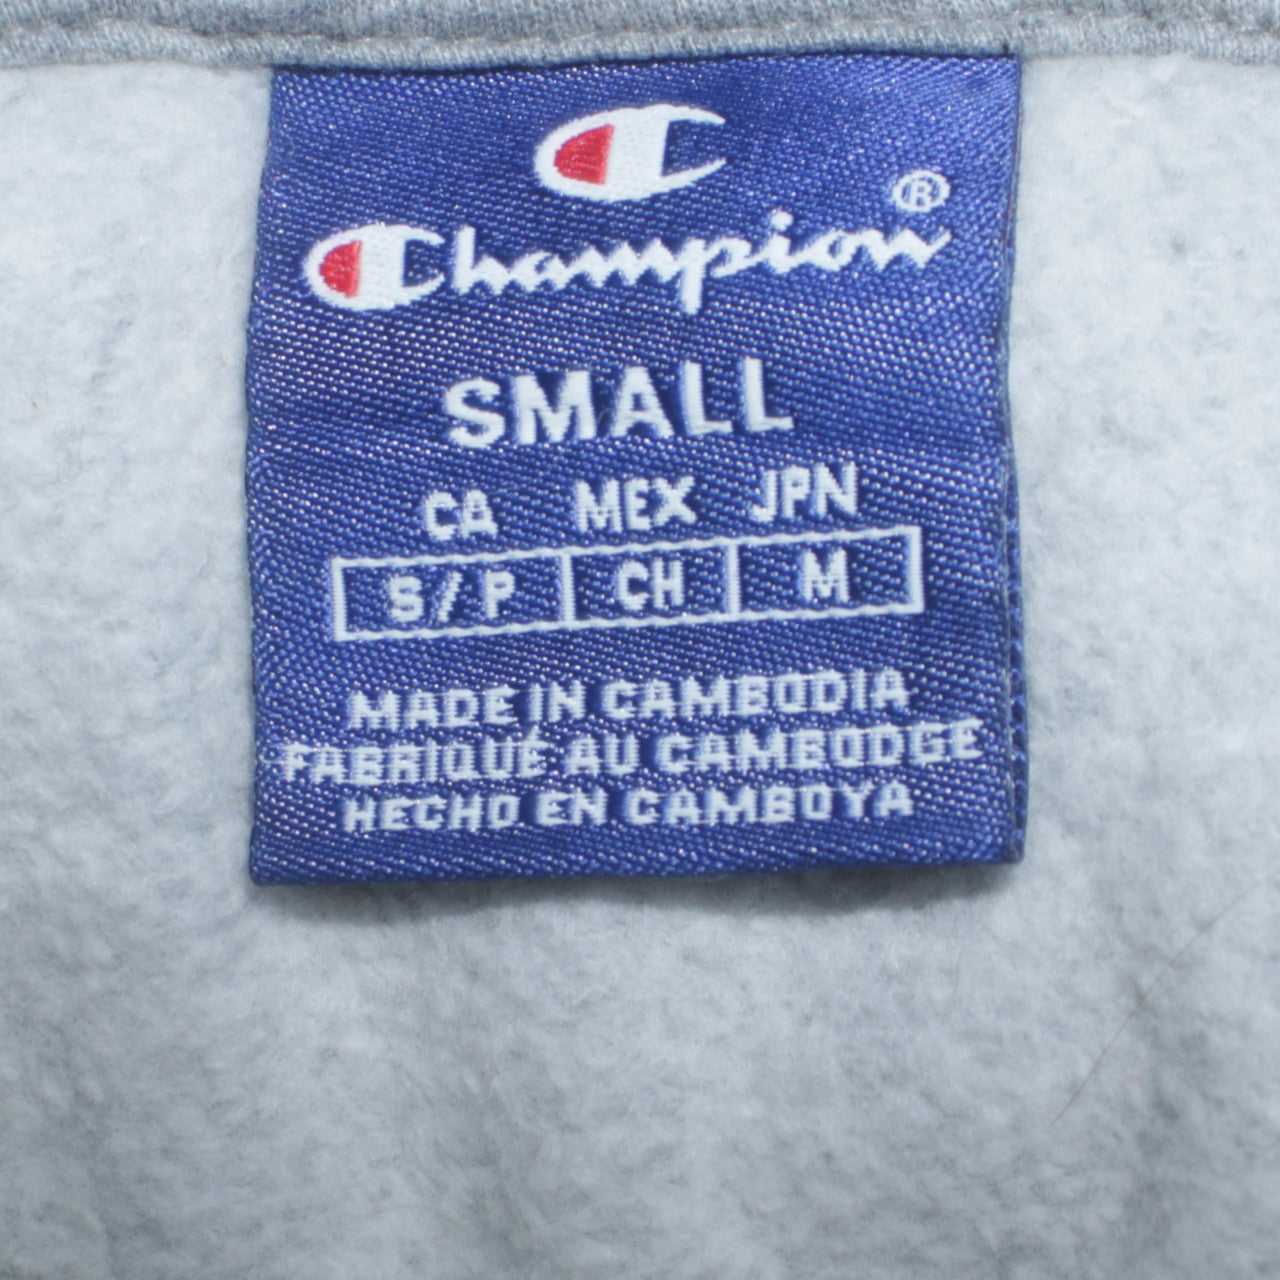 Champion®
SMALL
CA MEX JPN
S/P CH M
MADE IN CAMBODIA
FABRIQUÉ AU CAMBODGE
HECHO EN CAMBOYA